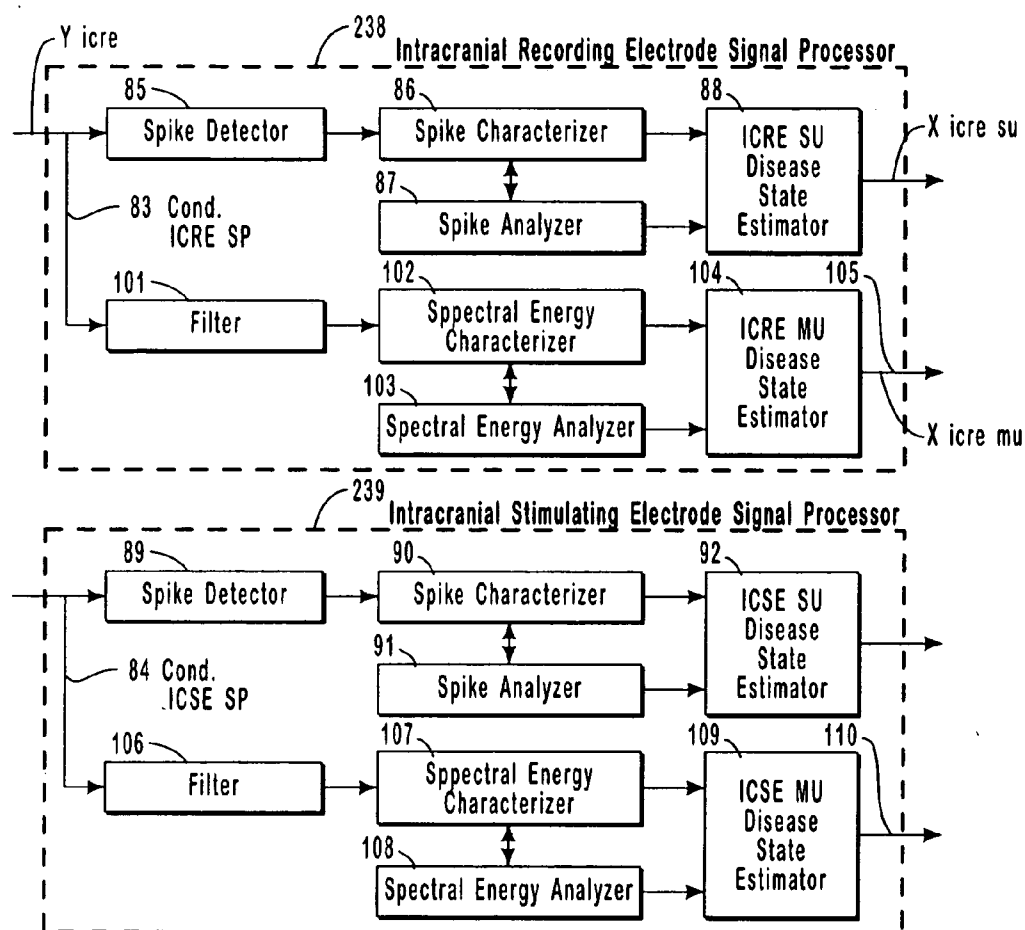 Y icre
238
Intracranial Recording Electrode Signal Processor
85
Spike Detector
86
Spike Characterizer
88
ICRE SU
Disease
State
Estimator
X icre su
83 Cond.
ICRE SP
87
Spike Analyzer
101
Filter
102
Sppectral Energy
Characterizer
104
ICRE MU
Disease
State
Estimator
105
103
Spectral Energy Analyzer
X icre mu
239
Intracranial Stimulating Electrode Signal Processor
89
Spike Detector
90
Spike Characterizer
92
ICSE SU
Disease
State
Estimator
84 Cond.
ICSE SP
91
Spike Analyzer
106
Filter
107
Sppectral Energy
Characterizer
109
ICSE MU
Disease
State
Estimator
110
108
Spectral Energy Analyzer